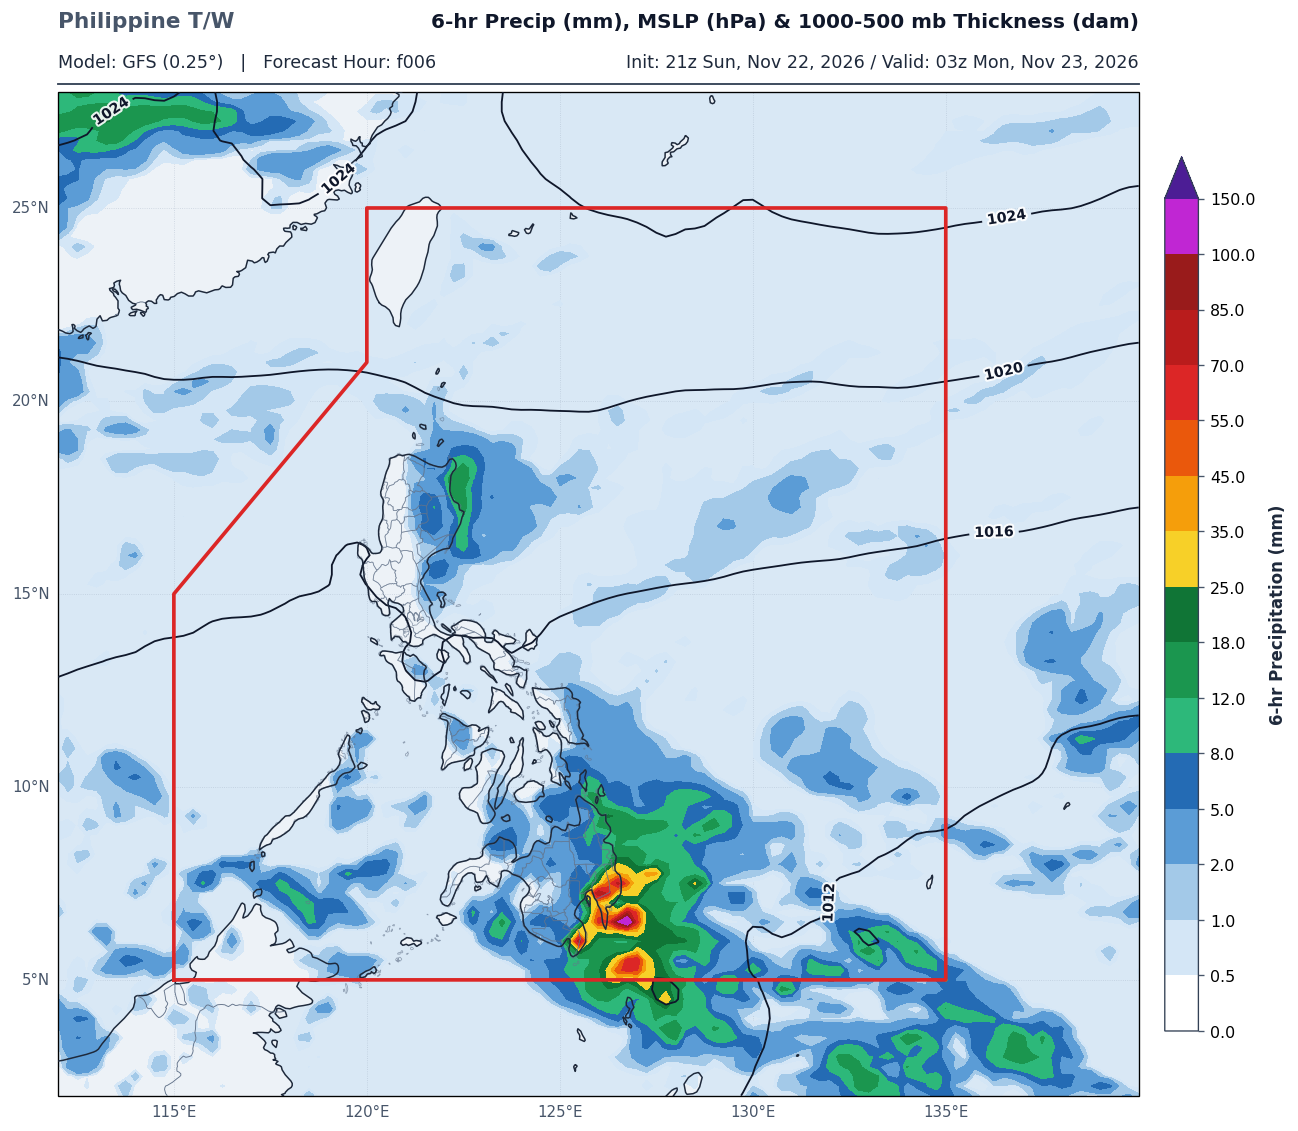 Philippine T/W
6-hr Precip (mm), MSLP (hPa) & 1000-500 mb Thickness (dam)
Model: GFS (0.25°) | Forecast Hour: f006
Init: 21z Sun, Nov 22, 2026 / Valid: 03z Mon, Nov 23, 2026
1024
1024
1024
1020
1016
1012
25°N
20°N
15°N
10°N
5°N
115°E
120°E
125°E
130°E
135°E
150.0
100.0
85.0
70.0
55.0
45.0
35.0
25.0
18.0
12.0
8.0
5.0
2.0
1.0
0.5
0.0
6-hr Precipitation (mm)